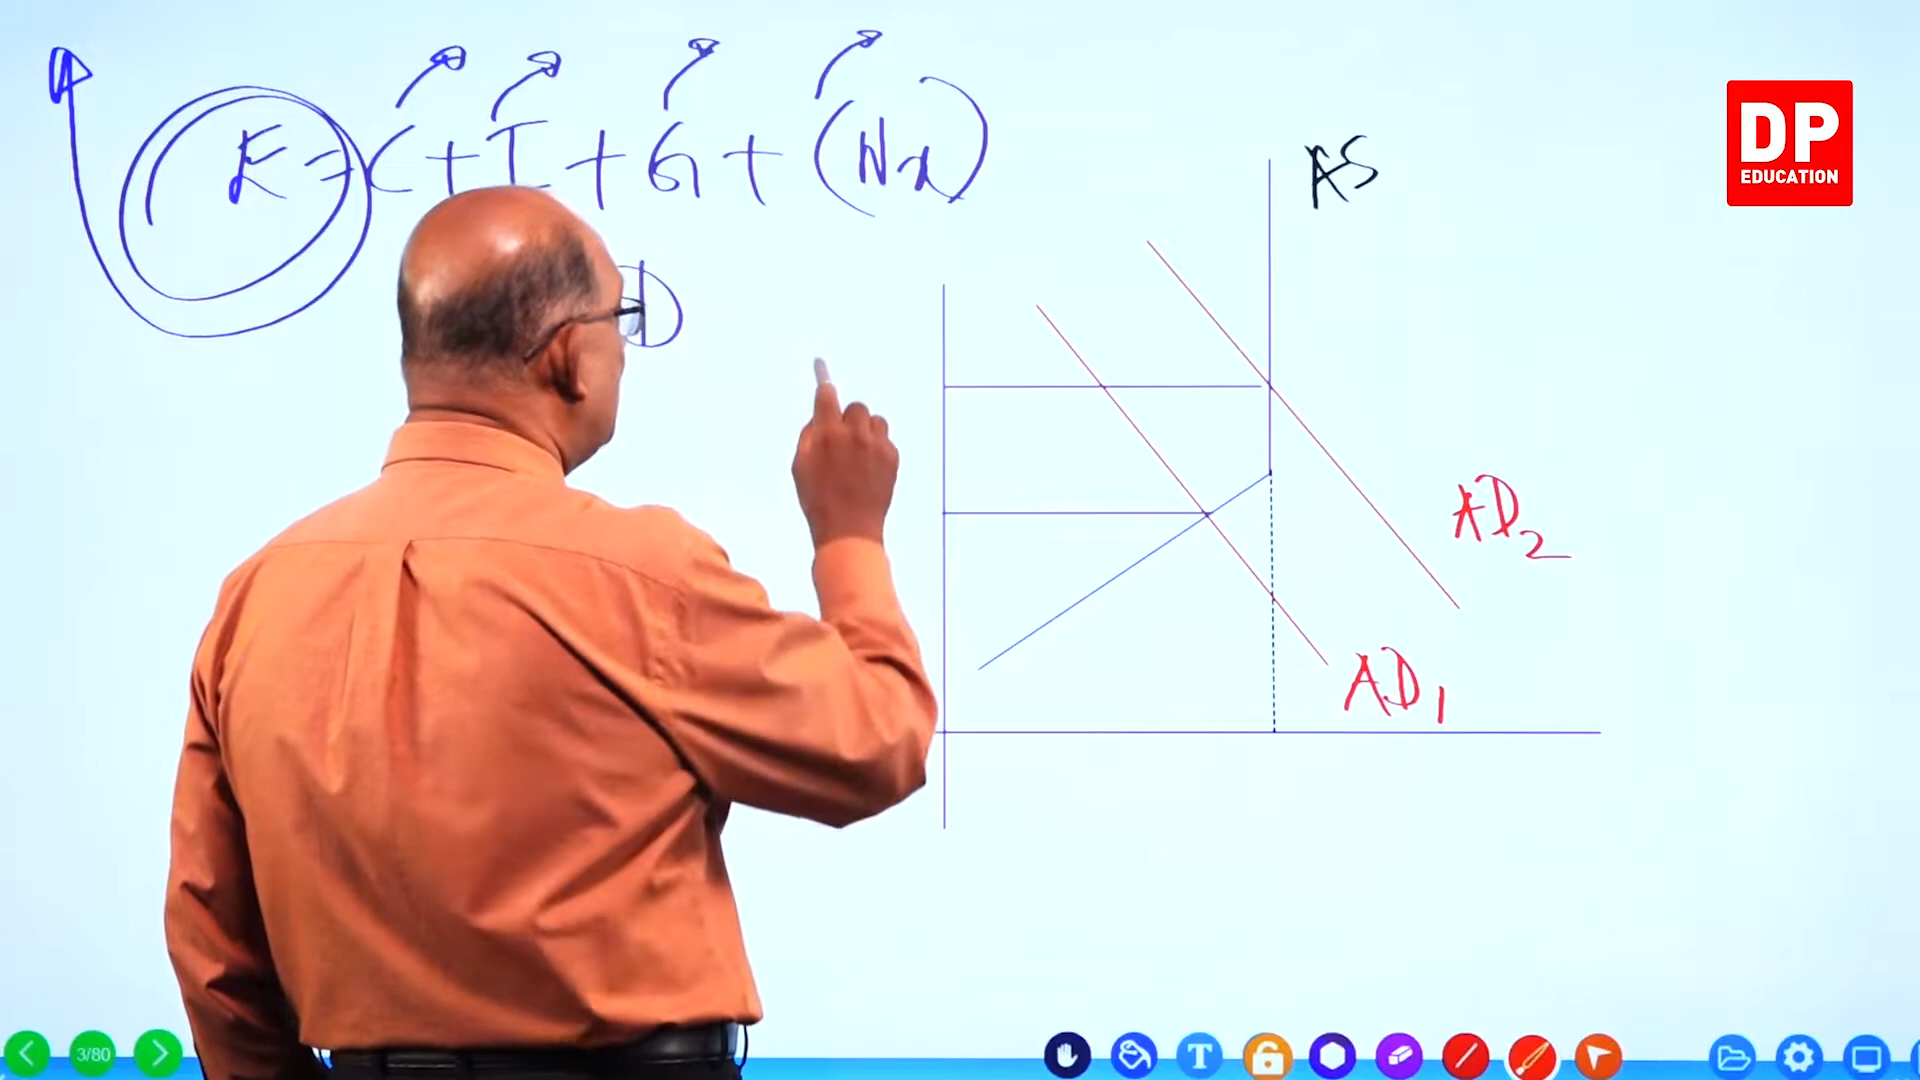 E = C + I + G + (Nx)
D
AS
AD2
AD1
DP
EDUCATION
3/80
T